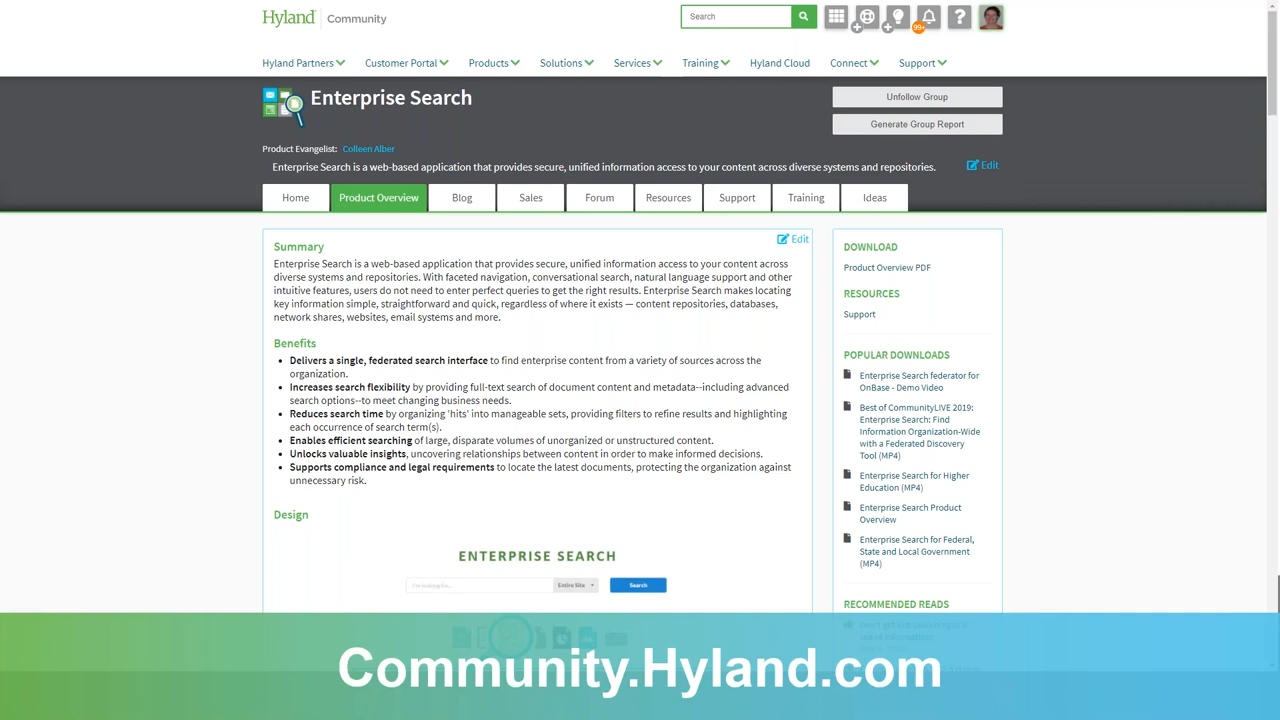 Hyland Community
Search
99+
Hyland Partners Customer Portal Products Solutions Services Training Hyland Cloud Connect Support
Enterprise Search
Unfollow Group
Generate Group Report
Product Evangelist: Colleen Alber
Enterprise Search is a web-based application that provides secure, unified information access to your content across diverse systems and repositories.
Edit
Home Product Overview Blog Sales Forum Resources Support Training Ideas
Edit
Summary
Enterprise Search is a web-based application that provides secure, unified information access to your content across
diverse systems and repositories. With faceted navigation, conversational search, natural language support and other
intuitive features, users do not need to enter perfect queries to get the right results. Enterprise Search makes locating
key information simple, straightforward and quick, regardless of where it exists — content repositories, databases,
network shares, websites, email systems and more.
Benefits
• Delivers a single, federated search interface to find enterprise content from a variety of sources across the
organization.
• Increases search flexibility by providing full-text search of document content and metadata--including advanced
search options--to meet changing business needs.
• Reduces search time by organizing 'hits' into manageable sets, providing filters to refine results and highlighting
each occurrence of search term(s).
• Enables efficient searching of large, disparate volumes of unorganized or unstructured content.
• Unlocks valuable insights, uncovering relationships between content in order to make informed decisions.
• Supports compliance and legal requirements to locate the latest documents, protecting the organization against
unnecessary risk.
Design
ENTERPRISE SEARCH
I'm looking for...
Entire Site
Search
DOWNLOAD
Product Overview PDF
RESOURCES
Support
POPULAR DOWNLOADS
Enterprise Search federator for
OnBase - Demo Video
Best of CommunityLIVE 2019:
Enterprise Search: Find
Information Organization-Wide
with a Federated Discovery
Tool (MP4)
Enterprise Search for Higher
Education (MP4)
Enterprise Search Product
Overview
Enterprise Search for Federal,
State and Local Government
(MP4)
RECOMMENDED READS
Community.Hyland.com